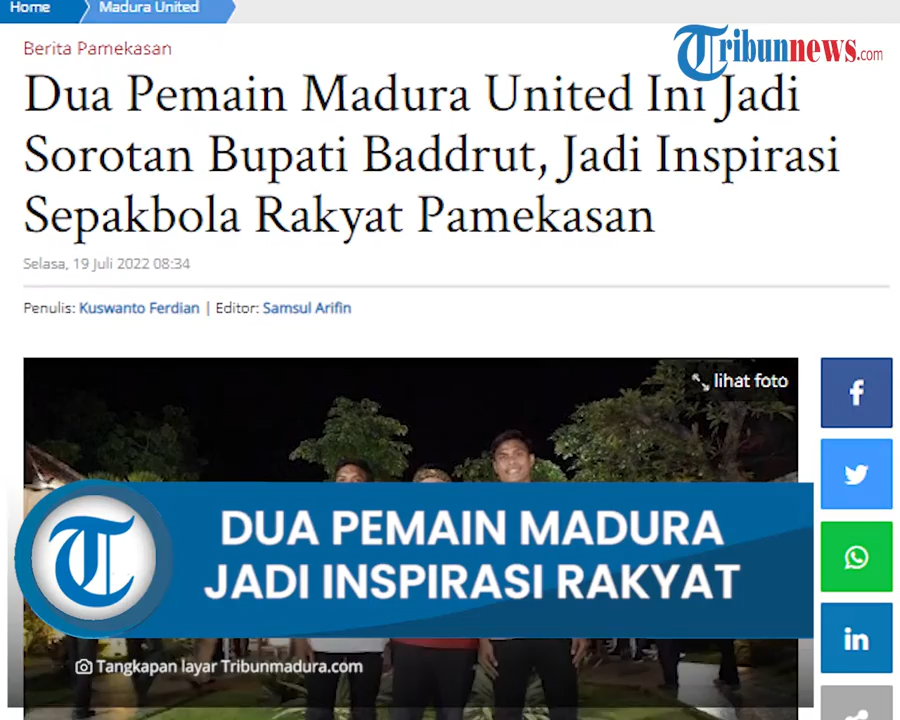 Home
Madura United
Tribunnews.com
Berita Pamekasan
Dua Pemain Madura United Ini Jadi
Sorotan Bupati Baddrut, Jadi Inspirasi
Sepakbola Rakyat Pamekasan
Selasa, 19 Juli 2022 08:34
Penulis: Kuswanto Ferdian | Editor: Samsul Arifin
lihat foto
T
DUA PEMAIN MADURA
JADI INSPIRASI RAKYAT
Tangkapan layar Tribunmadura.com